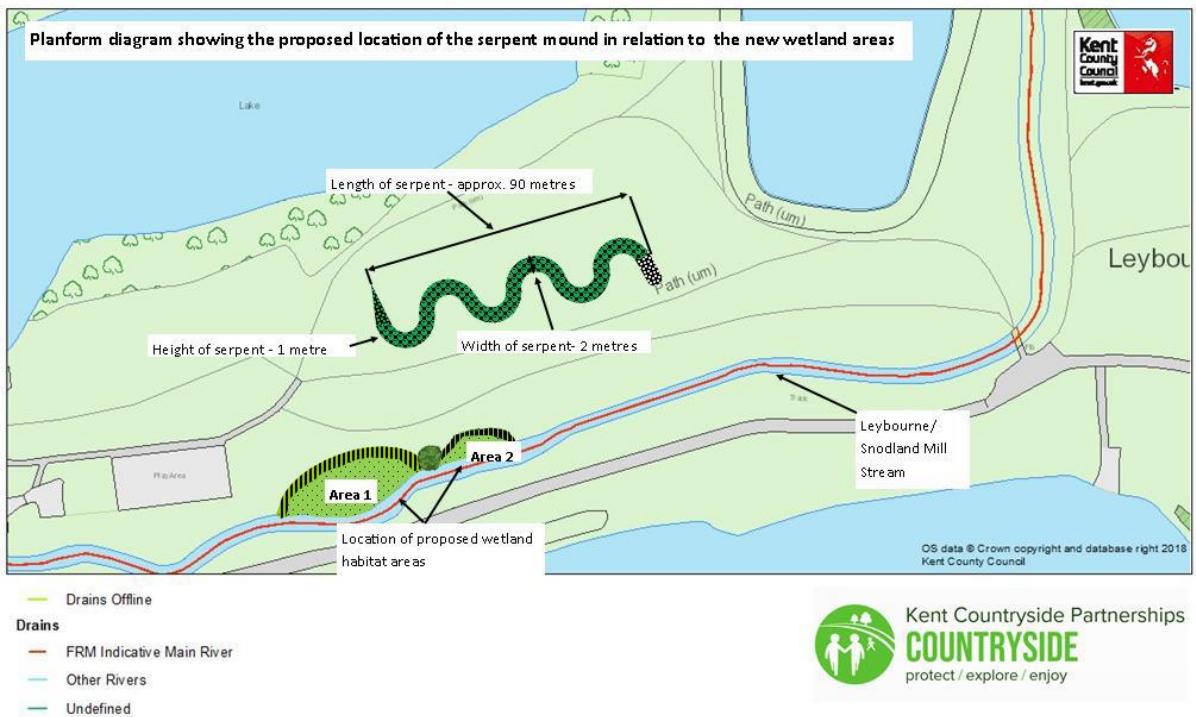 Planform diagram showing the proposed location of the serpent mound in relation to the new wetland areas
Kent
County
Council
kent.gov.uk
Lake
Length of serpent - approx. 90 metres
Path (um)
Path (um)
Leybou
Height of serpent - 1 metre
Width of serpent- 2 metres
Track
Leybourne/
Snodland Mill
Stream
Area 2
Play Area
Area 1
Location of proposed wetland
habitat areas
OS data © Crown copyright and database right 2018
Kent County Council
Drains Offline
Drains
FRM Indicative Main River
Other Rivers
Undefined
Kent Countryside Partnerships
COUNTRYSIDE
protect / explore / enjoy